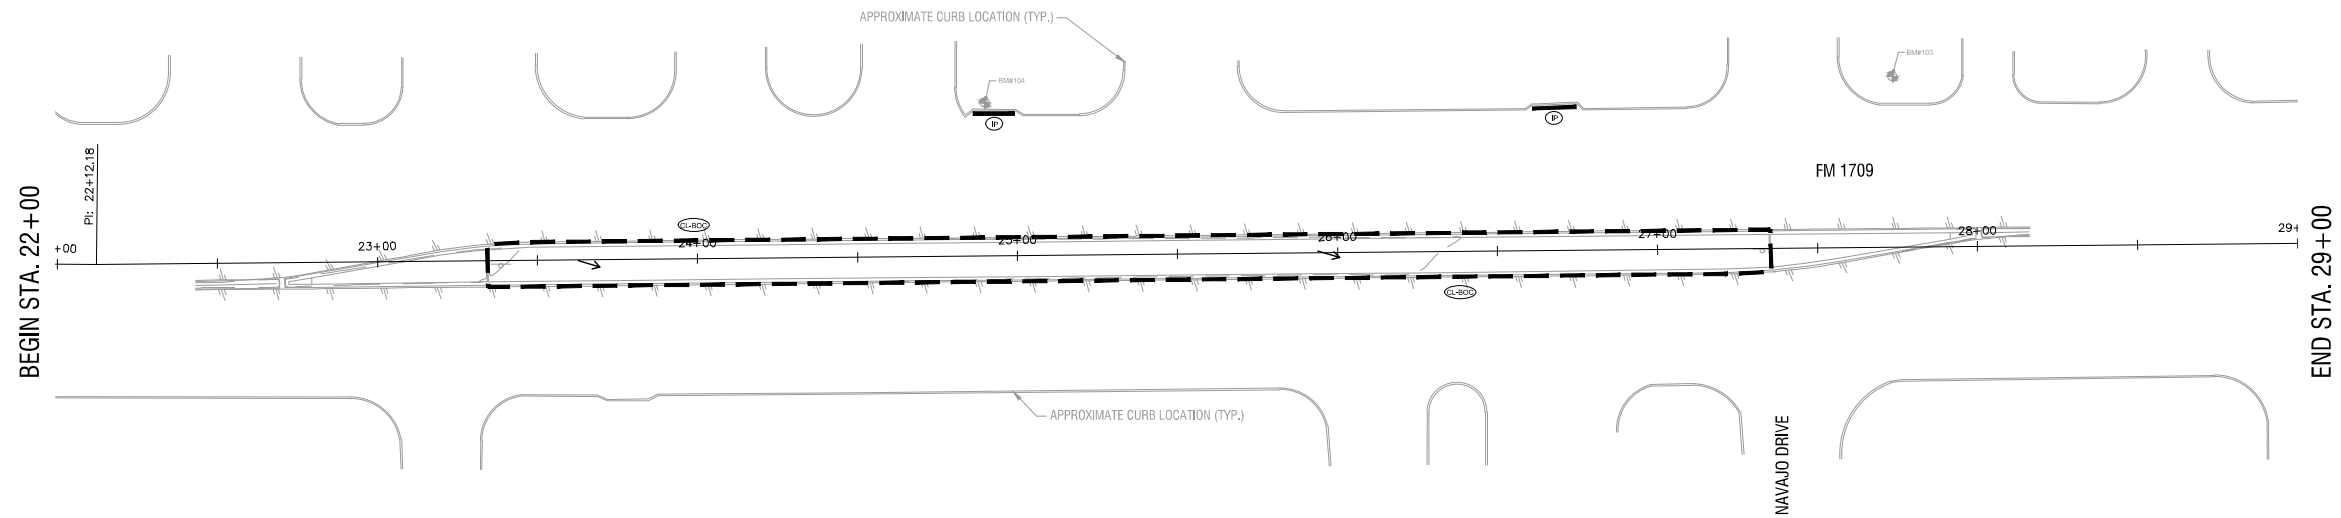 APPROXIMATE CURB LOCATION (TYP.)
BM#103
BM#104
IP
IP
PI: 22+12.18
FM 1709
BEGIN STA. 22+00
END STA. 29+00
CL-BOC
+00
23+00
24+00
25+00
26+00
27+00
28+00
29+
CL-BOC
APPROXIMATE CURB LOCATION (TYP.)
NAVAJO DRIVE